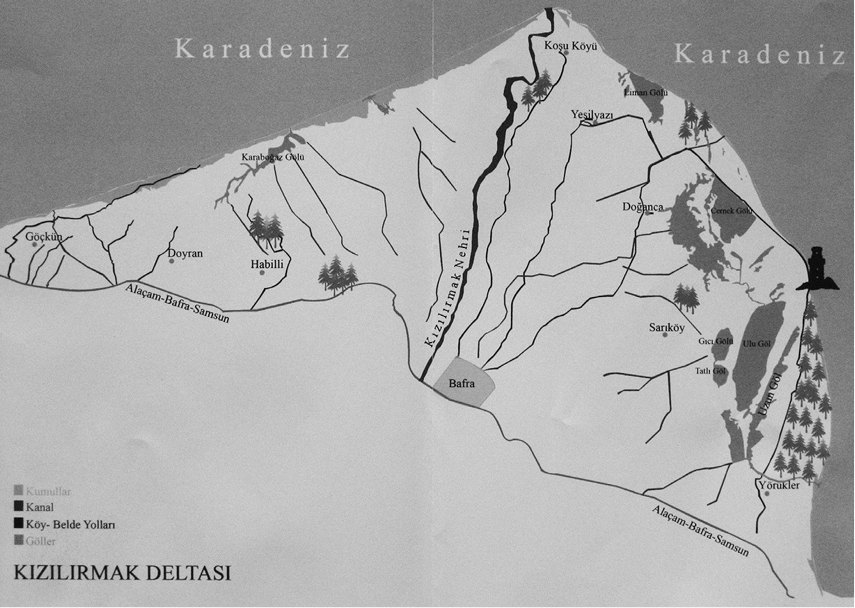 Karadeniz
Karadeniz
Koşu Köyü
Liman Gölü
Yeşilyazı
Karaboğaz Gölü
Doğanca
Cernek Gölü
Göçkün
Doyran
Habilli
Kızılırmak Nehri
Alaçam-Bafra-Samsun
Sarıköy
Gıcı Gölü
Ulu Göl
Tatlı Göl
Uzun Göl
Bafra
Yörükler
Alaçam-Bafra-Samsun
Kumullar
Kanal
Köy- Belde Yolları
Göller
KIZILIRMAK DELTASI